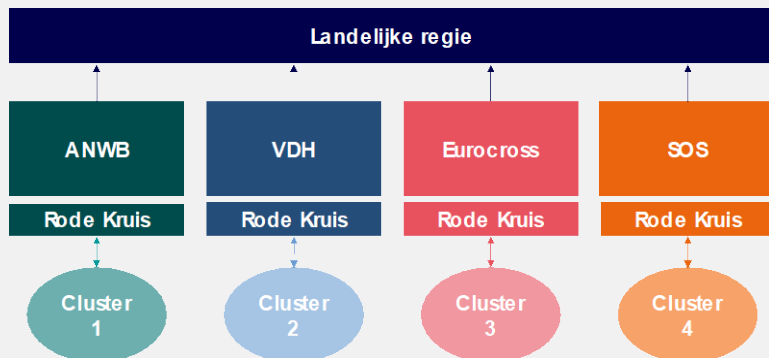 Landelijke regie
ANWB
VDH
Eurocross
SOS
Rode Kruis
Rode Kruis
Rode Kruis
Rode Kruis
Cluster
1
Cluster
2
Cluster
3
Cluster
4